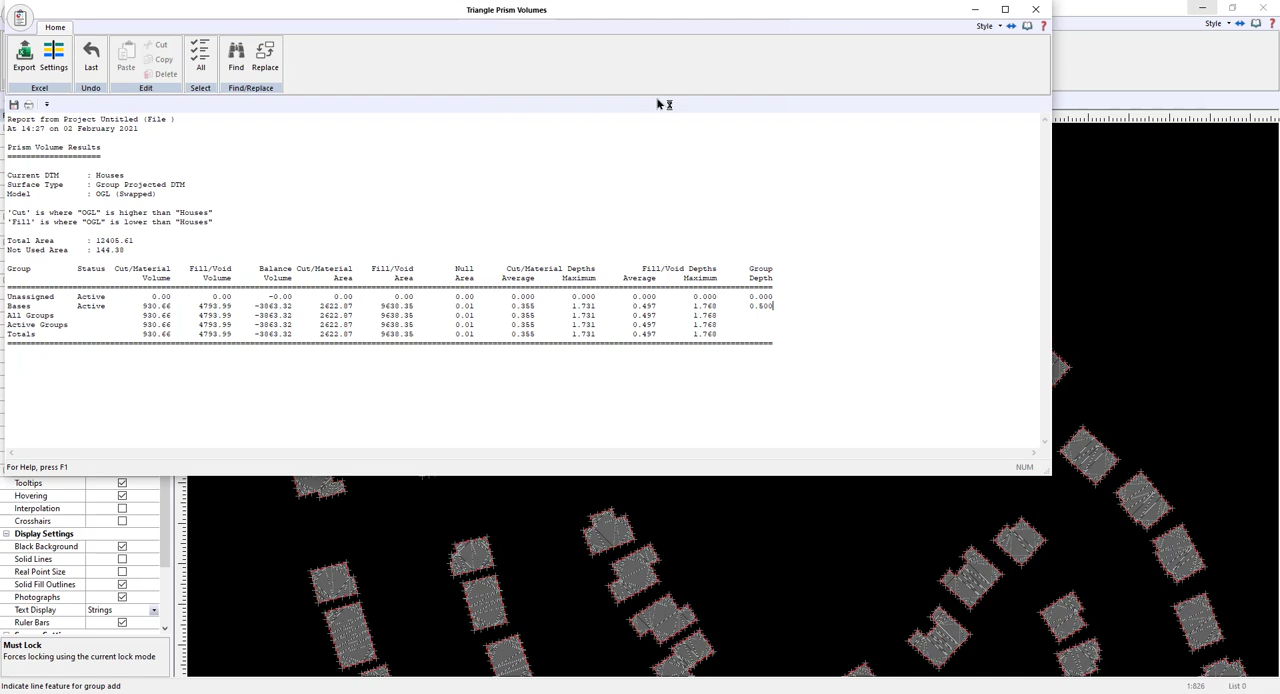 Triangle Prism Volumes
Style
Style
Home
Export Settings Last Paste Cut Copy Delete All Find Replace
Excel Undo Edit Select Find/Replace
Report from Project Untitled (File )
At 14:27 on 02 February 2021
Prism Volume Results
====================
Current DTM : Houses
Surface Type : Group Projected DTM
Model : OGL (Swapped)
'Cut' is where "OGL" is higher than "Houses"
'Fill' is where "OGL" is lower than "Houses"
Total Area : 12405.61
Not Used Area : 144.38
Group Status Cut/Material Fill/Void Balance Cut/Material Fill/Void Null Cut/Material Depths Fill/Void Depths Group
Volume Volume Volume Area Area Area Average Maximum Average Maximum Depth
Unassigned Active 0.00 0.00 -0.00 0.00 0.00 0.00 0.000 0.000 0.000 0.000 0.000
Bases Active 930.66 4793.99 -3863.32 2622.87 9638.35 0.01 0.355 1.731 0.497 1.768 0.500
All Groups 930.66 4793.99 -3863.32 2622.87 9638.35 0.01 0.355 1.731 0.497 1.768
Active Groups 930.66 4793.99 -3863.32 2622.87 9638.35 0.01 0.355 1.731 0.497 1.768
Totals 930.66 4793.99 -3863.32 2622.87 9638.35 0.01 0.355 1.731 0.497 1.768
For Help, press F1
NUM
Tooltips
Hovering
Interpolation
Crosshairs
Display Settings
Black Background
Solid Lines
Real Point Size
Solid Fill Outlines
Photographs
Text Display Strings
Ruler Bars
Must Lock
Forces locking using the current lock mode
Indicate line feature for group add
1:826 List 0